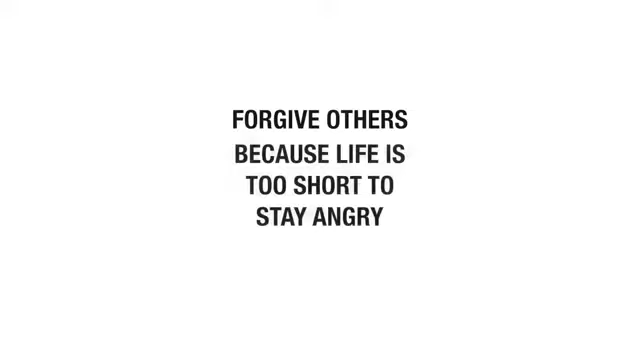 FORGIVE OTHERS
BECAUSE LIFE IS
TOO SHORT TO
STAY ANGRY